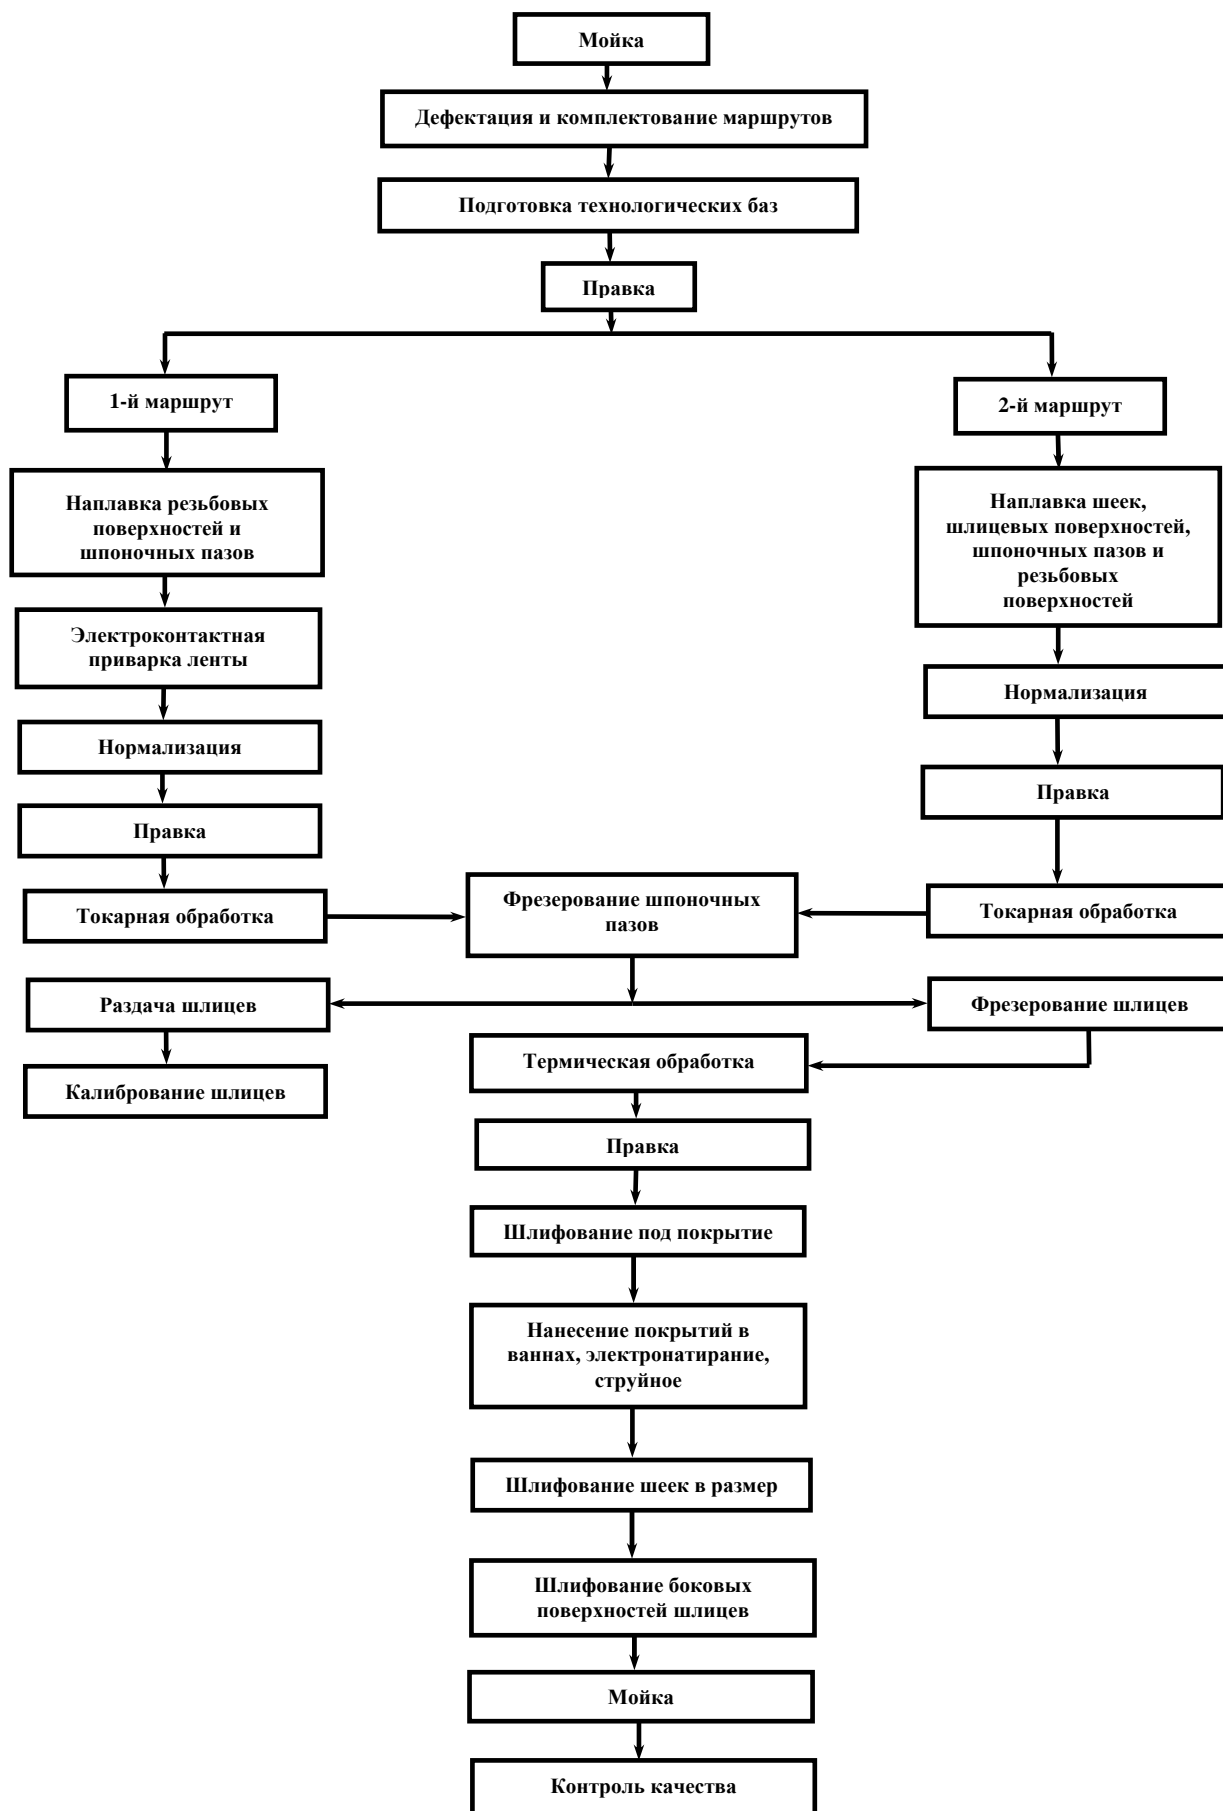 Мойка
Дефектация и комплектование маршрутов
Подготовка технологических баз
Правка
1-й маршрут
2-й маршрут
Наплавка резьбовых
поверхностей и
шпоночных пазов
Наплавка шеек,
шлицевых поверхностей,
шпоночных пазов и
резьбовых
поверхностей
Электроконтактная
приварка ленты
Нормализация
Нормализация
Правка
Правка
Токарная обработка
Фрезерование шпоночных
пазов
Токарная обработка
Раздача шлицев
Фрезерование шлицев
Калибрование шлицев
Термическая обработка
Правка
Шлифование под покрытие
Нанесение покрытий в
ваннах, электронатирание,
струйное
Шлифование шеек в размер
Шлифование боковых
поверхностей шлицев
Мойка
Контроль качества